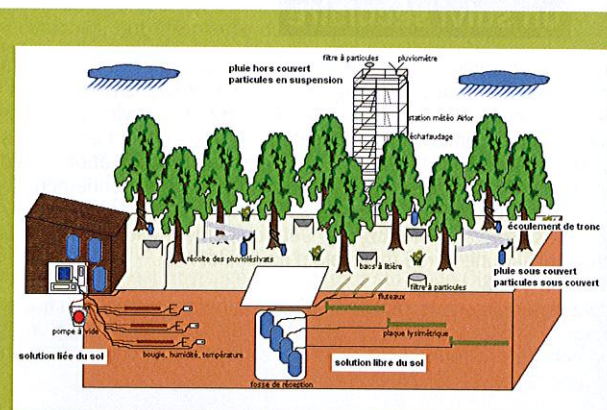 filtre à particules
pluviomètre
pluie hors couvert
particules en suspension
station météo Airlor
échafaudage
écoulement de tronc
récolte des pluviolésivats
bacs à litière
pluie sous couvert
particules sous couvert
filtre à particules
fluteaux
pompe à vide
plaque lysimétrique
solution liée du sol
bougie, humidité, température
solution libre du sol
fosse de réception